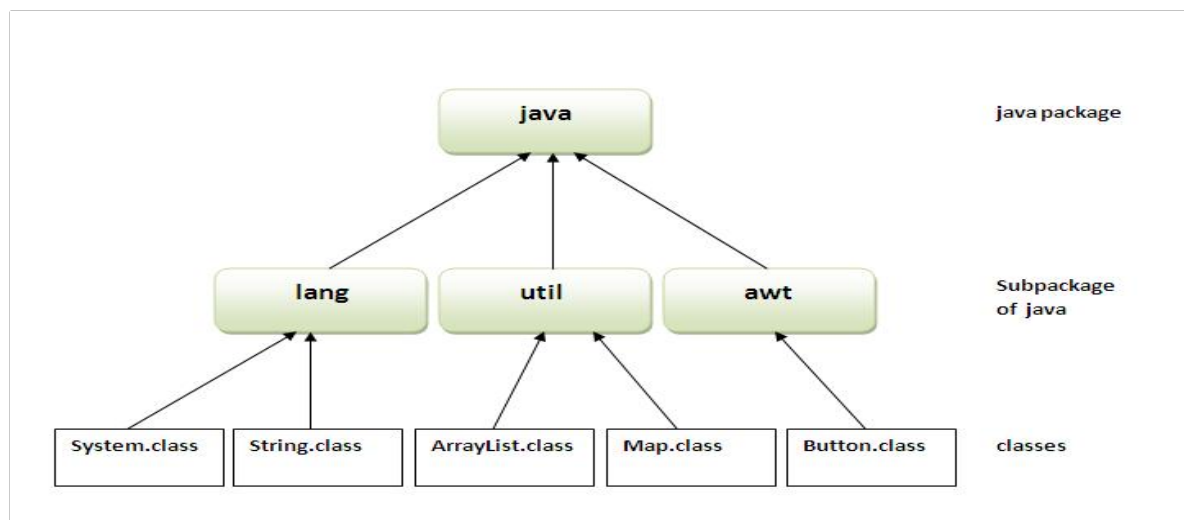 java
java package
lang
util
awt
Subpackage
of java
System.class
String.class
ArrayList.class
Map.class
Button.class
classes